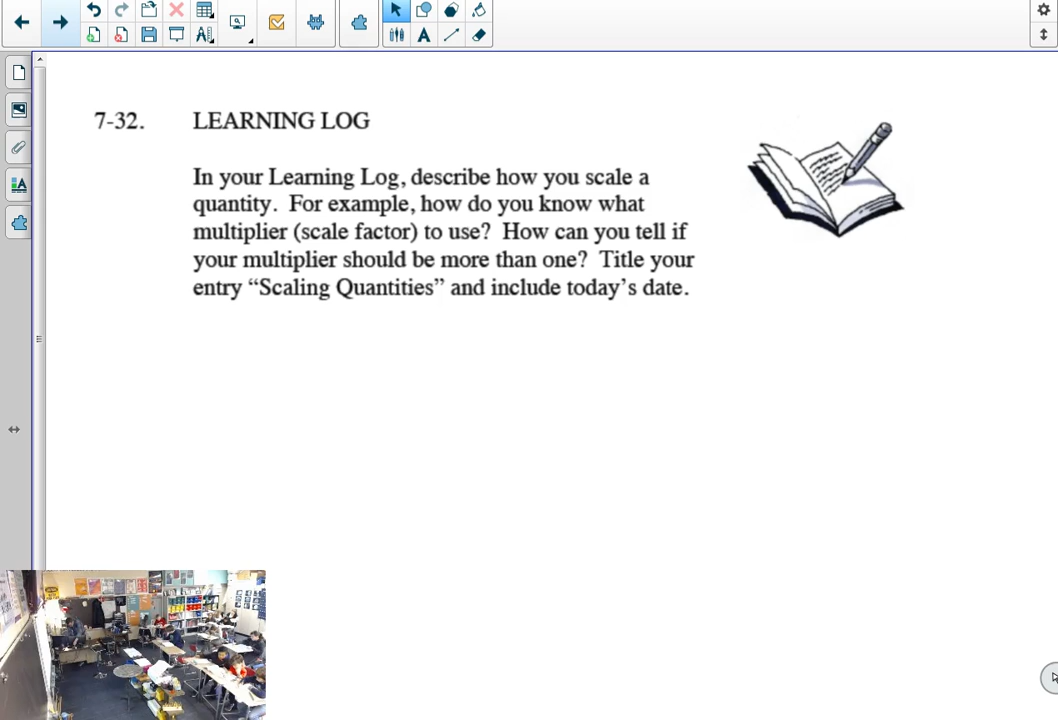 7-32. LEARNING LOG
In your Learning Log, describe how you scale a
quantity. For example, how do you know what
multiplier (scale factor) to use? How can you tell if
your multiplier should be more than one? Title your
entry “Scaling Quantities” and include today’s date.